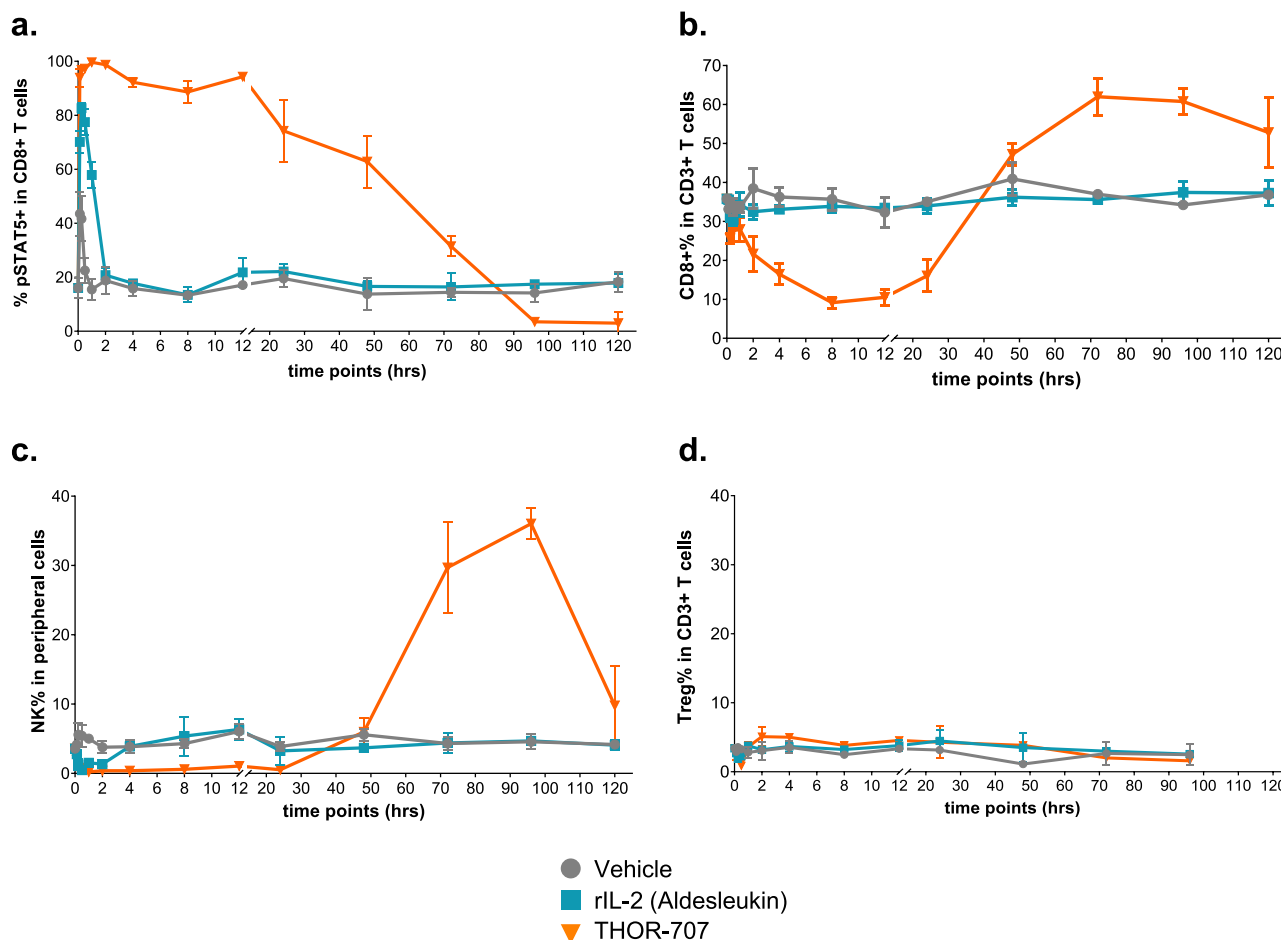 a.
% pSTAT5+ in CD8+ T cells
100
80
60
40
20
0
0 2 4 6 8 10 12 20 30 40 50 60 70 80 90 100 110 120
time points (hrs)
b.
CD8+% in CD3+ T cells
70
60
50
40
30
20
10
0
0 2 4 6 8 10 12 20 30 40 50 60 70 80 90 100 110 120
time points (hrs)
c.
NK% in peripheral cells
40
30
20
10
0
0 2 4 6 8 10 12 20 30 40 50 60 70 80 90 100 110 120
time points (hrs)
d.
Treg% in CD3+ T cells
40
30
20
10
0
0 2 4 6 8 10 12 20 30 40 50 60 70 80 90 100 110 120
time points (hrs)
Vehicle
rIL-2 (Aldesleukin)
THOR-707